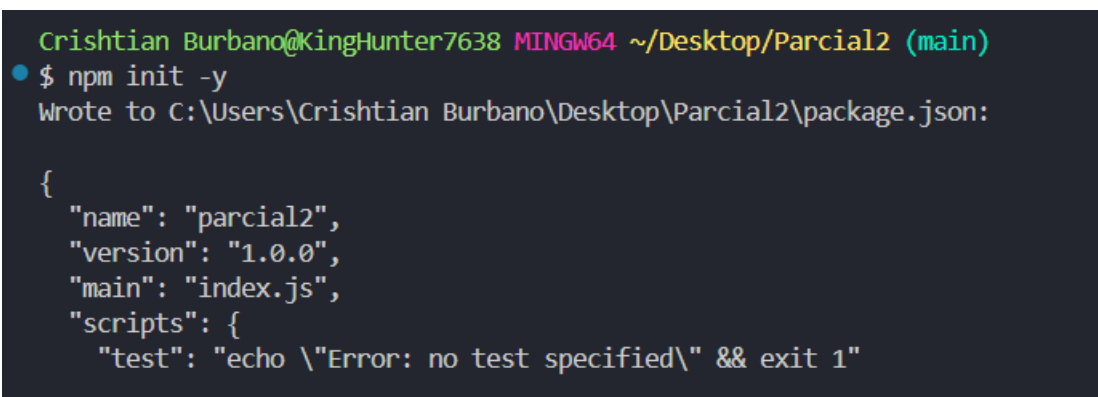 Crishtian Burbano@KingHunter7638 MINGW64 ~/Desktop/Parcial2 (main)
$ npm init -y
Wrote to C:\Users\Crishtian Burbano\Desktop\Parcial2\package.json:
{
"name": "parcial2",
"version": "1.0.0",
"main": "index.js",
"scripts": {
"test": "echo \"Error: no test specified\" && exit 1"